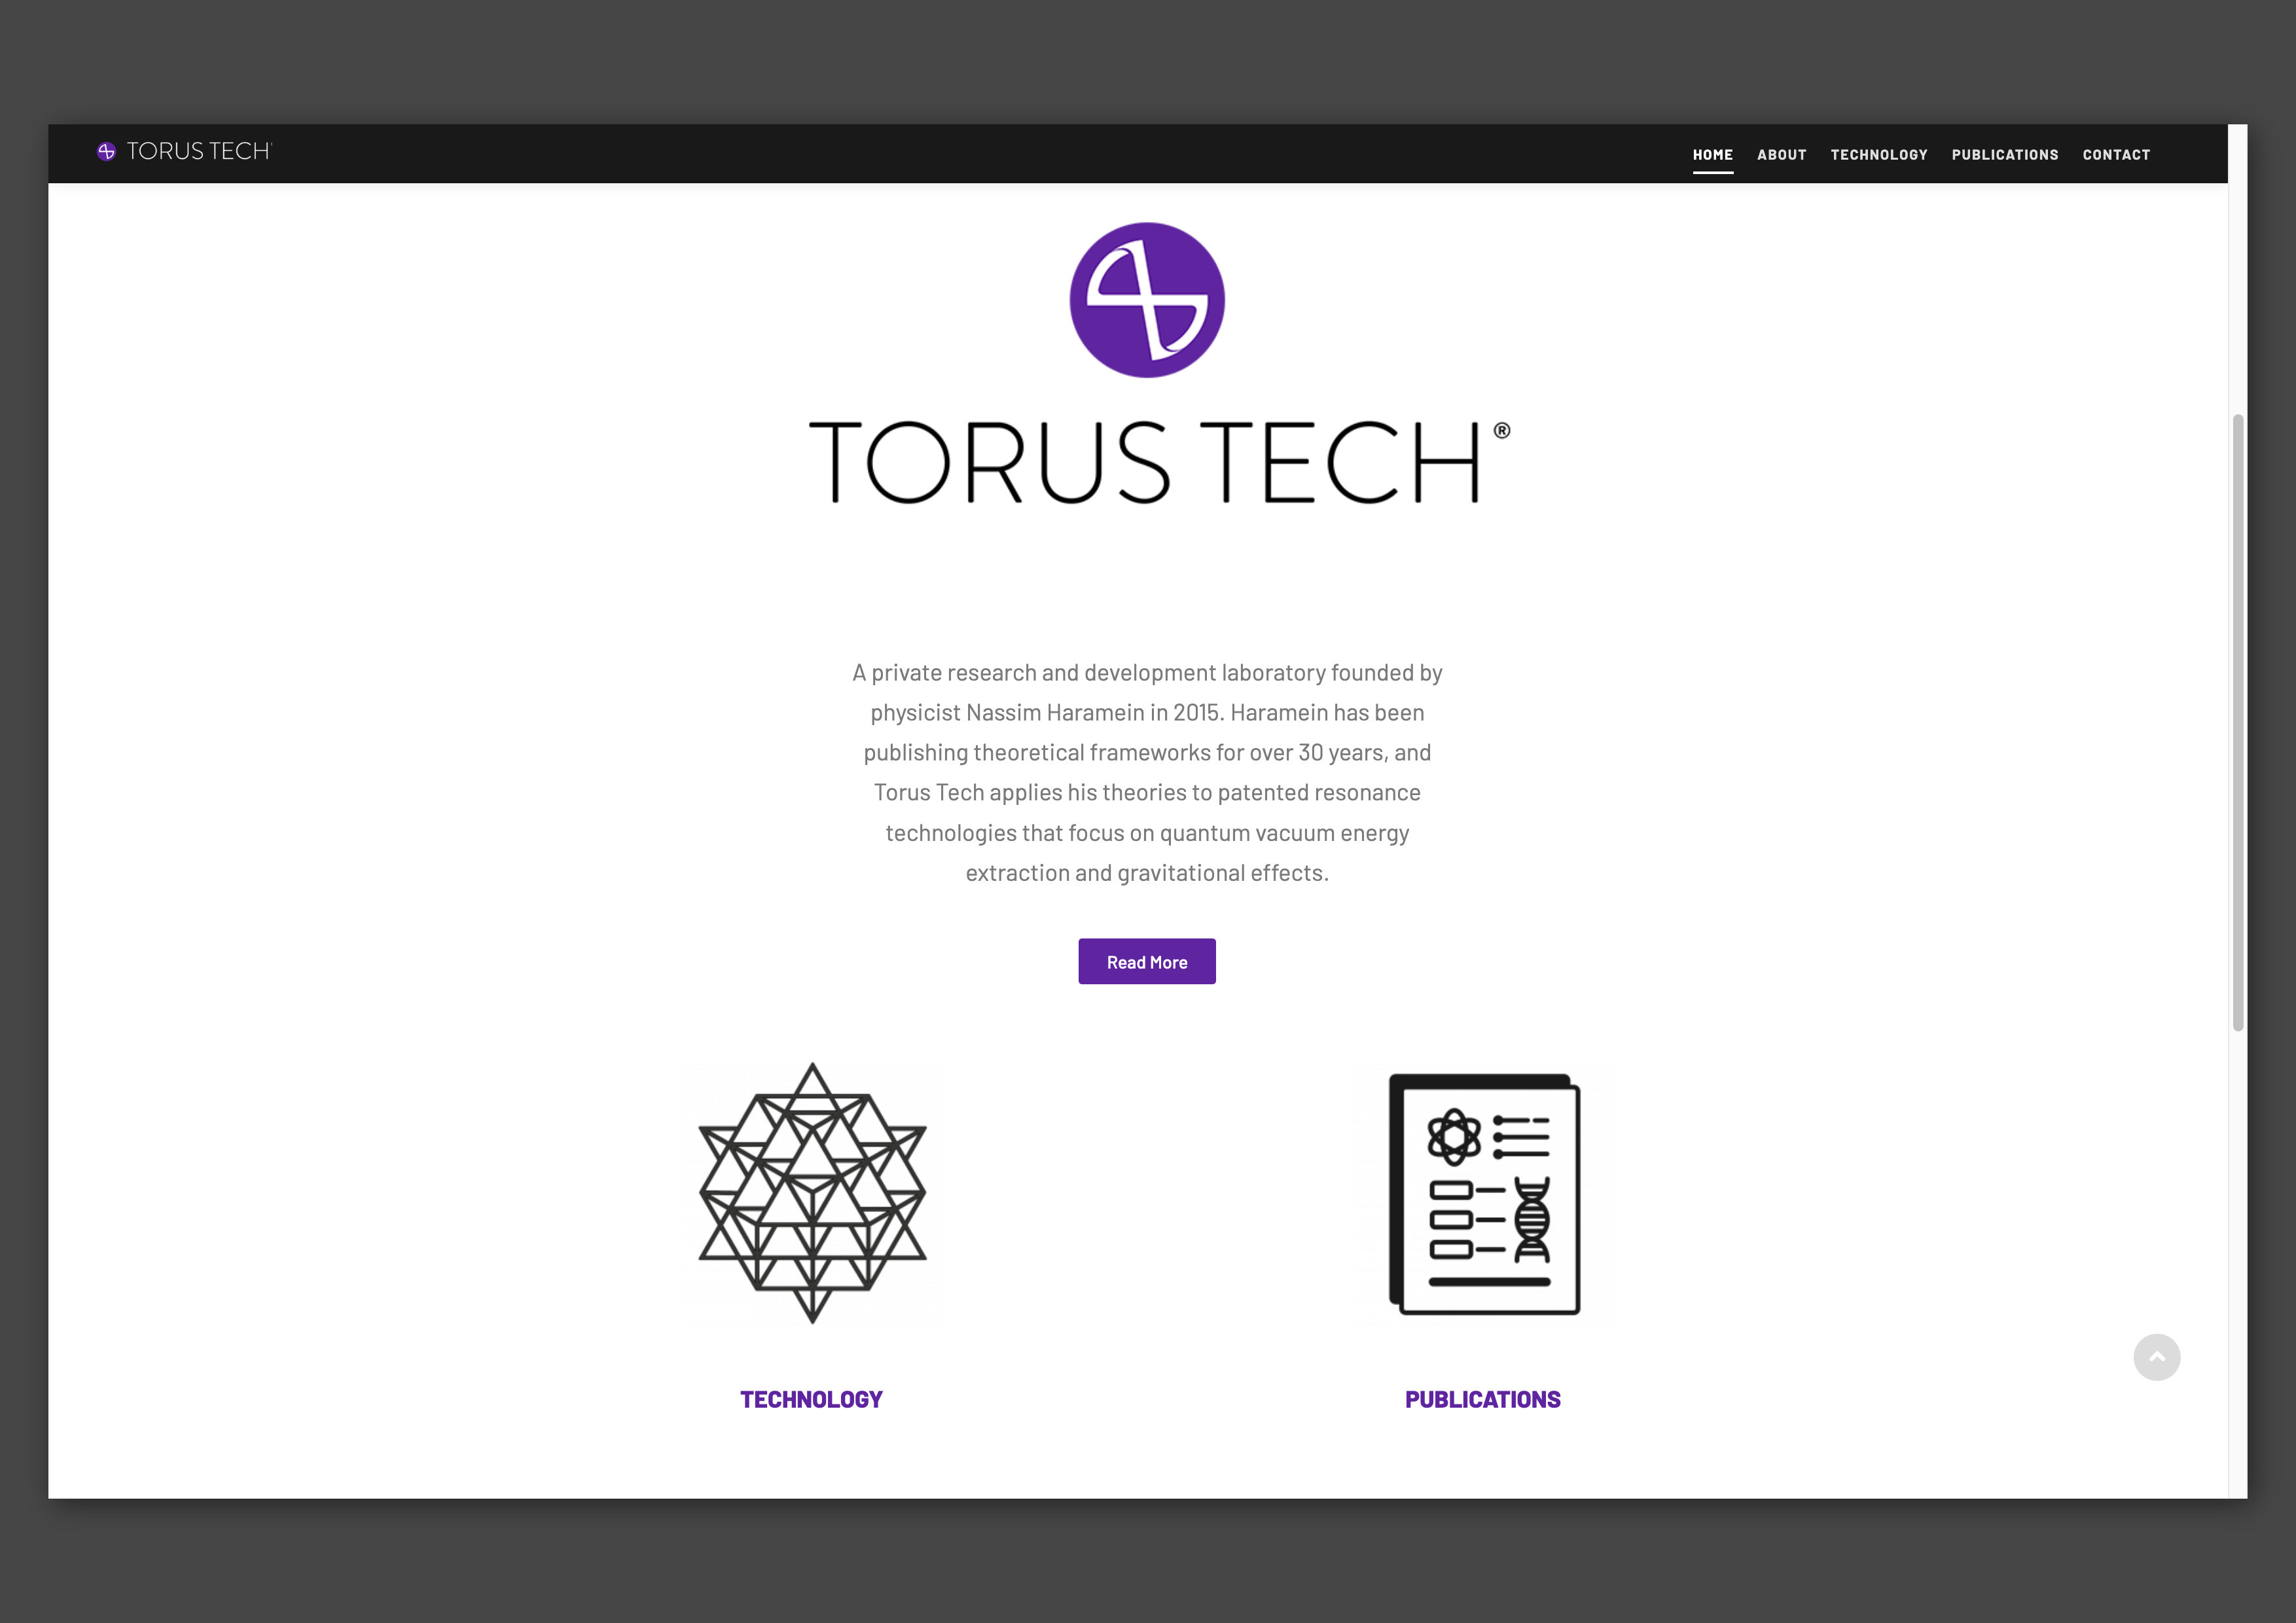 TORUS TECH
HOME ABOUT TECHNOLOGY PUBLICATIONS CONTACT
TORUS TECH®
A private research and development laboratory founded by
physicist Nassim Haramein in 2015. Haramein has been
publishing theoretical frameworks for over 30 years, and
Torus Tech applies his theories to patented resonance
technologies that focus on quantum vacuum energy
extraction and gravitational effects.
Read More
TECHNOLOGY
PUBLICATIONS